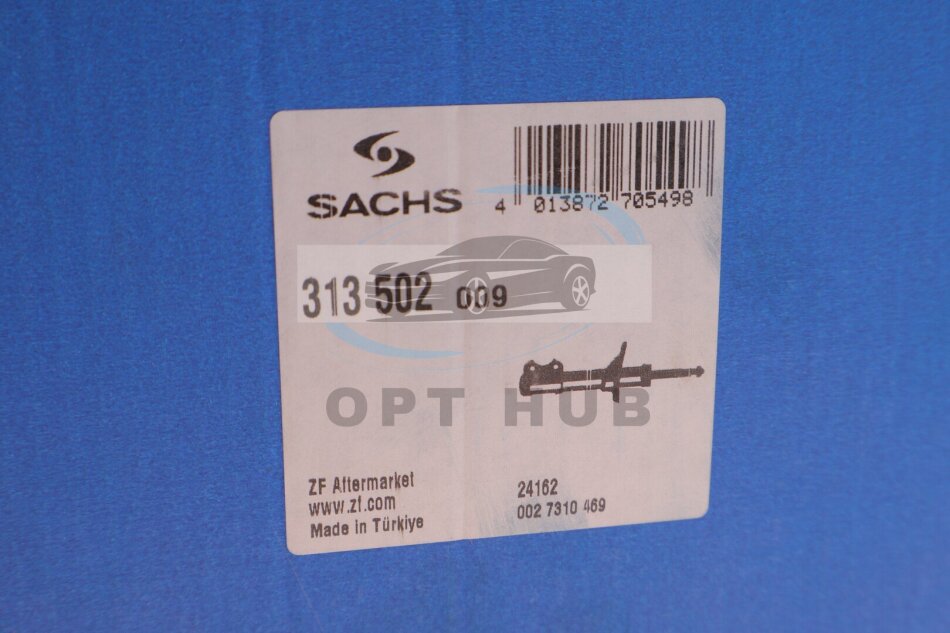 SACHS
4 013872 705498
313 502 009
OPT HUB
ZF Aftermarket
www.zf.com
Made in Türkiye
24162
002 7310 469